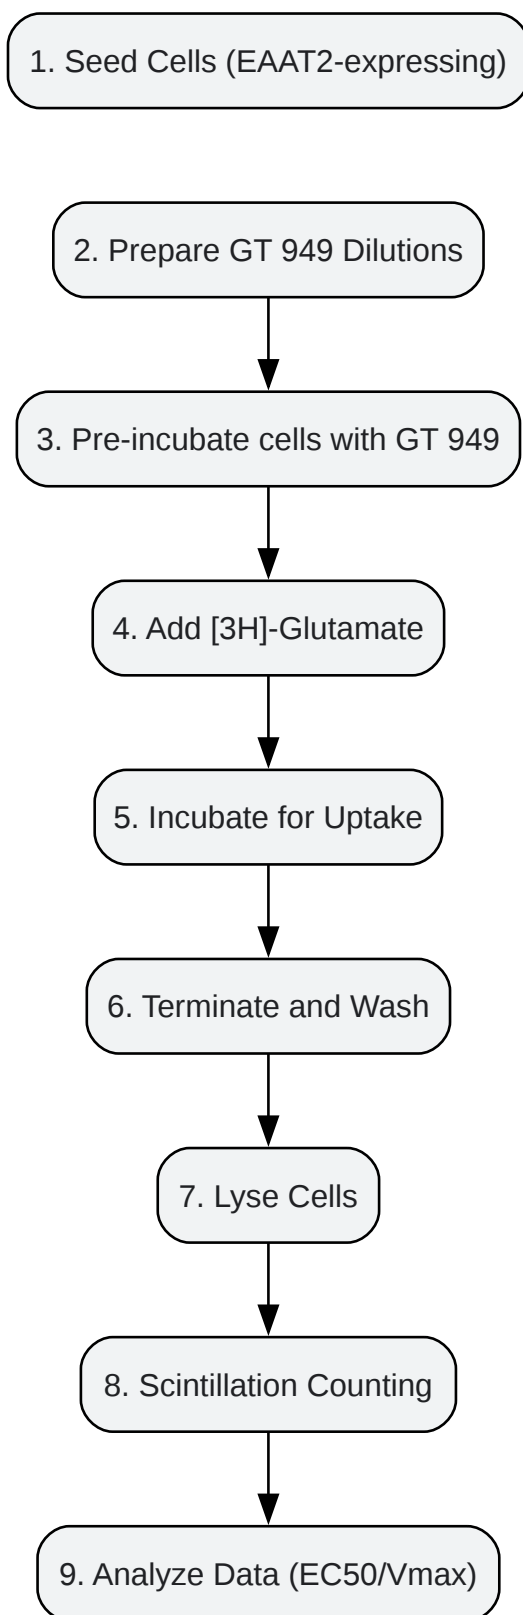 1. Seed Cells (EAAT2-expressing)
2. Prepare GT 949 Dilutions
3. Pre-incubate cells with GT 949
4. Add [3H]-Glutamate
5. Incubate for Uptake
6. Terminate and Wash
7. Lyse Cells
8. Scintillation Counting
9. Analyze Data (EC50/Vmax)